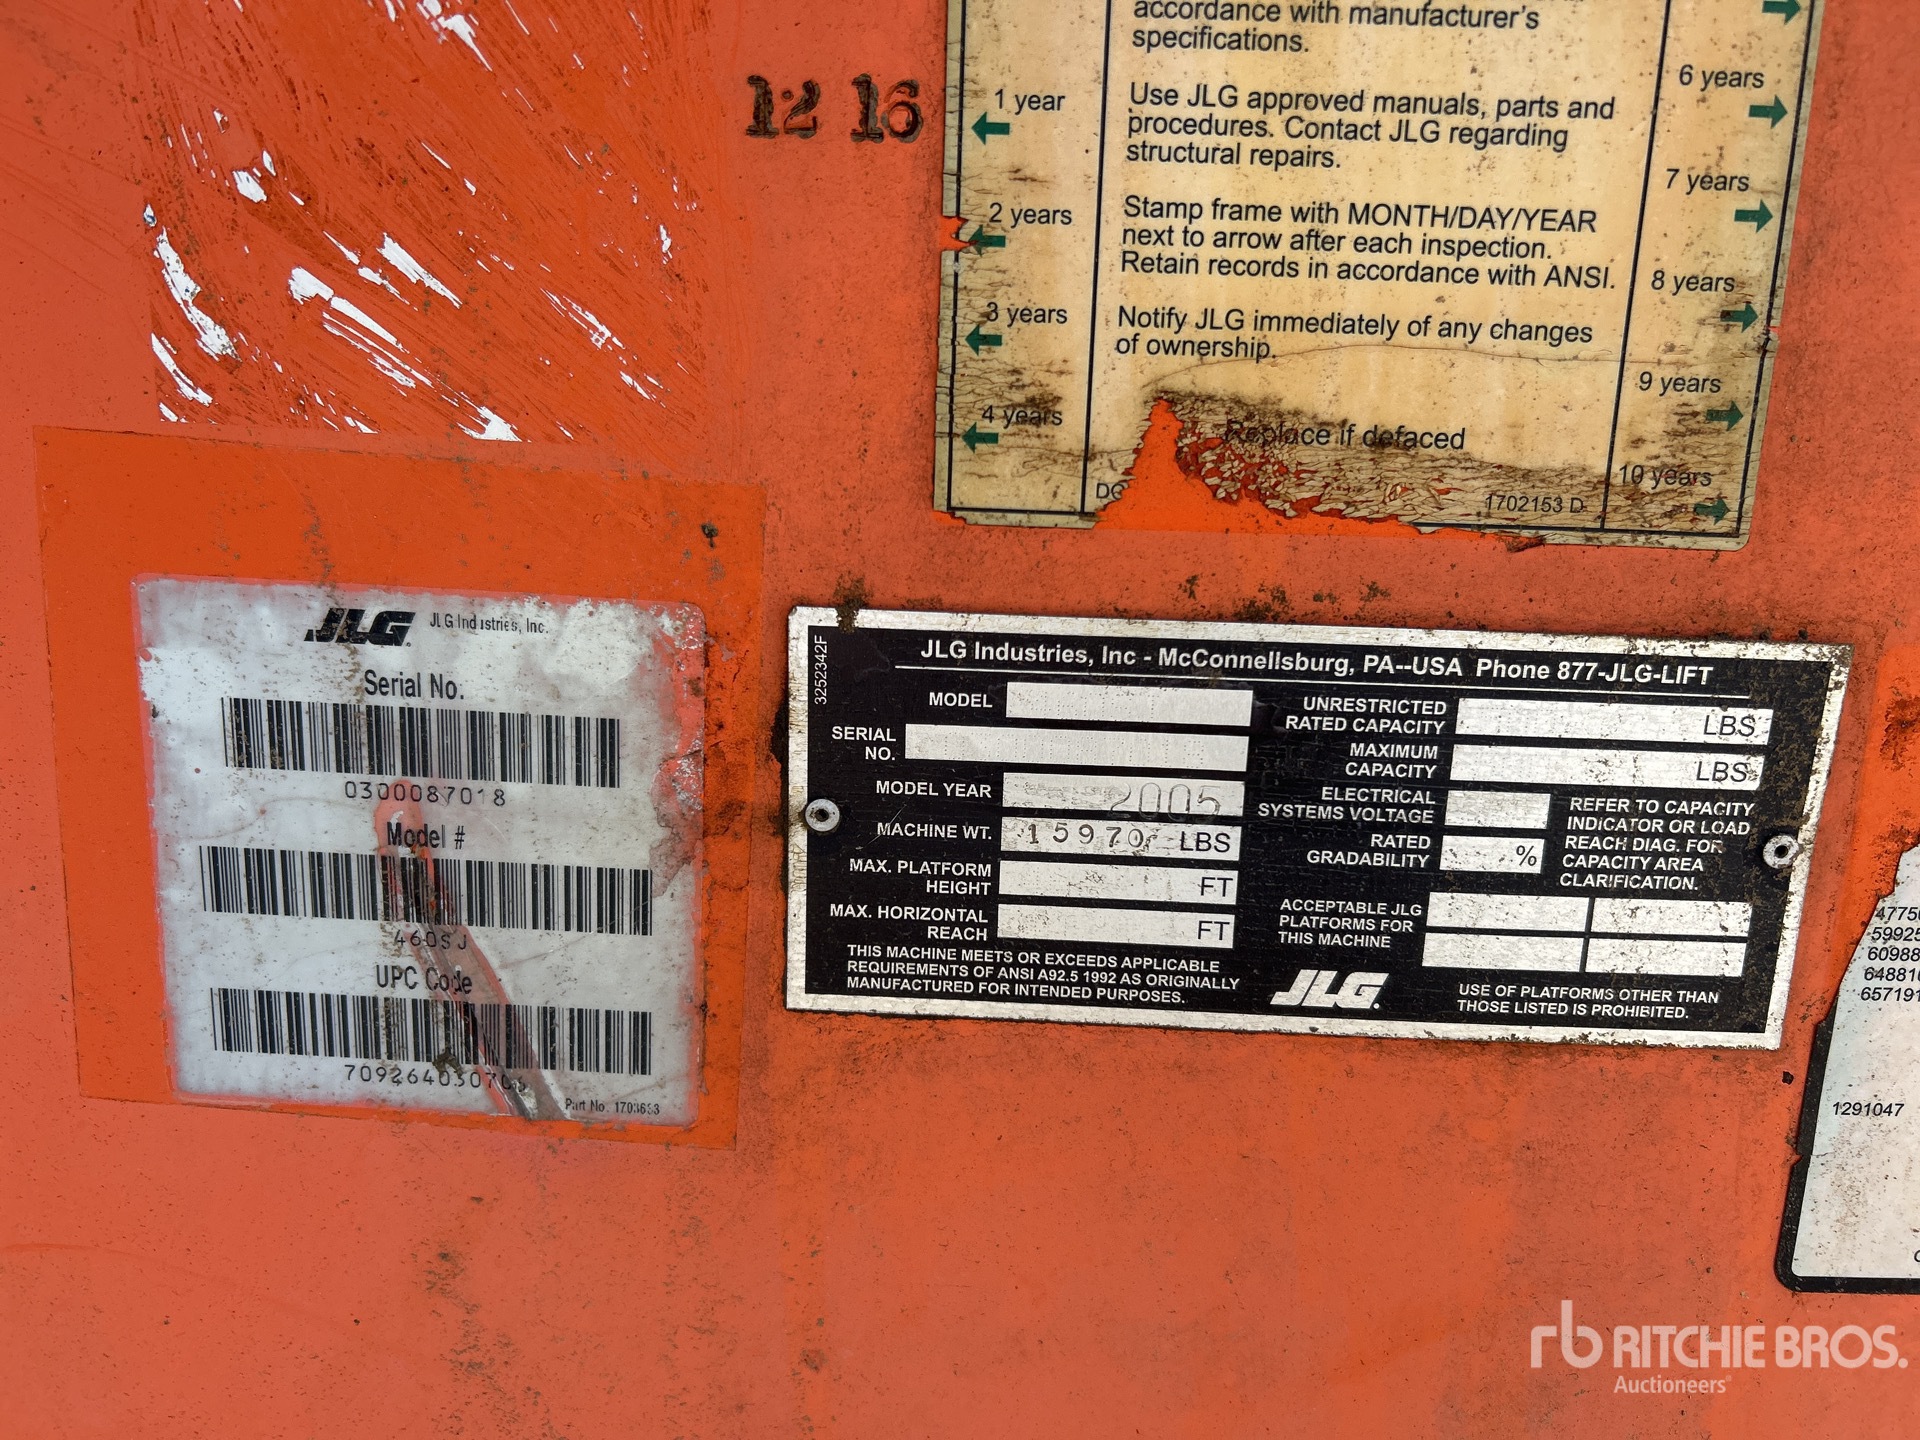 accordance with manufacturer's
specifications.
Use JLG approved manuals, parts and
procedures. Contact JLG regarding
structural repairs.
Stamp frame with MONTH/DAY/YEAR
next to arrow after each inspection.
Retain records in accordance with ANSI.
Notify JLG immediately of any changes
of ownership.
Replace if defaced
1702153 D
1 year
2 years
3 years
4 years
6 years
7 years
8 years
9 years
10 years
12 16
JLG JLG Industries, Inc.
Serial No.
0300087018
Model #
460SJ
UPC Code
Part No.
3252342F
JLG Industries, Inc - McConnellsburg, PA--USA Phone 877-JLG-LIFT
MODEL
SERIAL
NO.
MODEL YEAR 2005
MACHINE WT. 15970 LBS
MAX. PLATFORM
HEIGHT FT
MAX. HORIZONTAL
REACH FT
THIS MACHINE MEETS OR EXCEEDS APPLICABLE
REQUIREMENTS OF ANSI A92.5 1992 AS ORIGINALLY
MANUFACTURED FOR INTENDED PURPOSES.
UNRESTRICTED
RATED CAPACITY LBS
MAXIMUM
CAPACITY LBS
ELECTRICAL
SYSTEMS VOLTAGE
RATED
GRADABILITY %
REFER TO CAPACITY
INDICATOR OR LOAD
REACH DIAG. FOR
CAPACITY AREA
CLARIFICATION.
ACCEPTABLE JLG
PLATFORMS FOR
THIS MACHINE
JLG
USE OF PLATFORMS OTHER THAN
THOSE LISTED IS PROHIBITED.
1291047
rb RITCHIE BROS.
Auctioneers